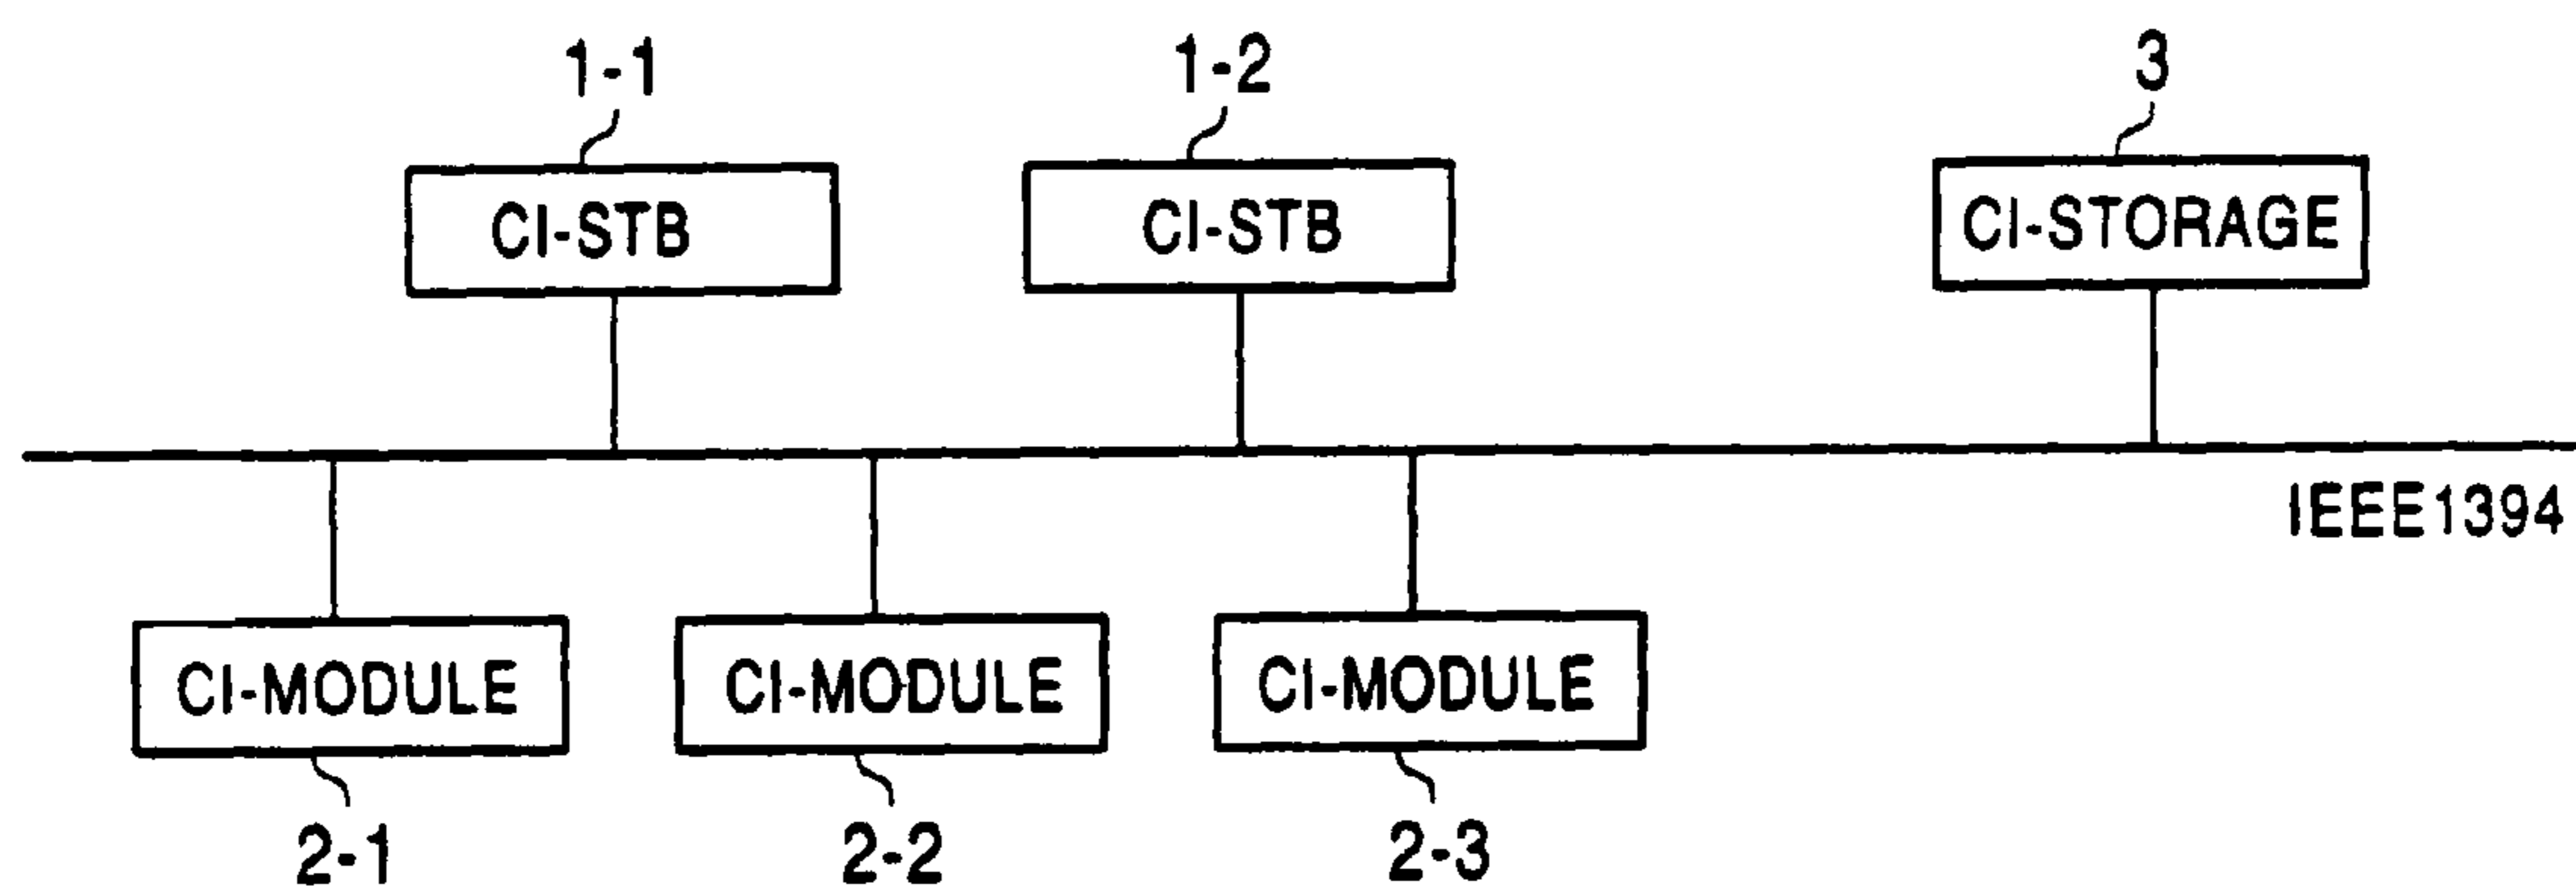 1-1
1-2
3
CI-STB
CI-STB
CI-STORAGE
IEEE1394
CI-MODULE
CI-MODULE
CI-MODULE
2-1
2-2
2-3